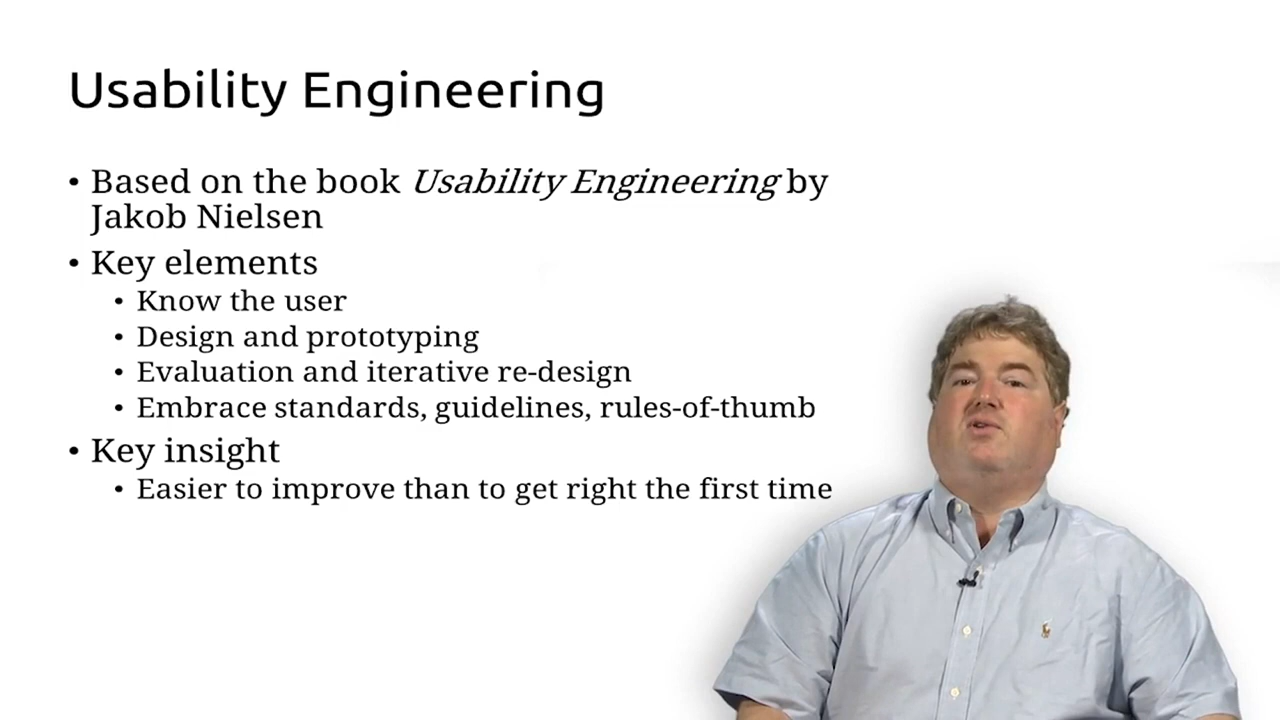 Usability Engineering
• Based on the book Usability Engineering by
Jakob Nielsen
• Key elements
• Know the user
• Design and prototyping
• Evaluation and iterative re-design
• Embrace standards, guidelines, rules-of-thumb
• Key insight
• Easier to improve than to get right the first time